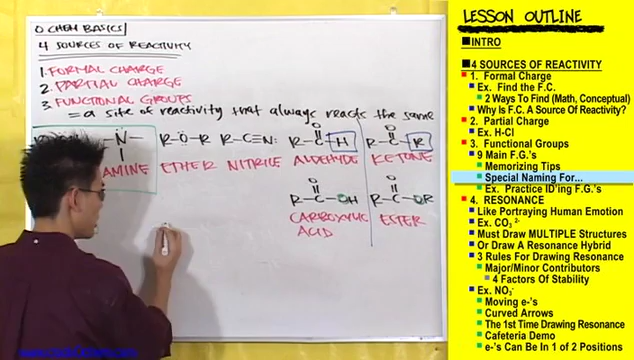 O CHEM BASICS
4 SOURCES OF REACTIVITY
1. FORMAL CHARGE
2. PARTIAL CHARGE
3. FUNCTIONAL GROUPS
= a site of reactivity that always reacts the same
-N- R-Ö-R R-C≡N: R-C-H R-C-R
AMINE ETHER NITRILE ALDEHYDE KETONE
R-C-OH R-C-OR
CARBOXYLIC ACID ESTER
LESSON OUTLINE
INTRO
4 SOURCES OF REACTIVITY
1. Formal Charge
Ex. Find the F.C.
2 Ways To Find (Math, Conceptual)
Why Is F.C. A Source Of Reactivity?
2. Partial Charge
Ex. H-Cl
3. Functional Groups
9 Main F.G.'s
Memorizing Tips
Special Naming For...
Ex. Practice ID'ing F.G.'s
4. RESONANCE
Like Portraying Human Emotion
Ex. CO₃ ²⁻
Must Draw MULTIPLE Structures
Or Draw A Resonance Hybrid
3 Rules For Drawing Resonance
Major/Minor Contributors
4 Factors Of Stability
Ex. NO₃⁻
Moving e-'s
Curved Arrows
The 1st Time Drawing Resonance
Cafeteria Demo
e-'s Can Be In 1 of 2 Positions